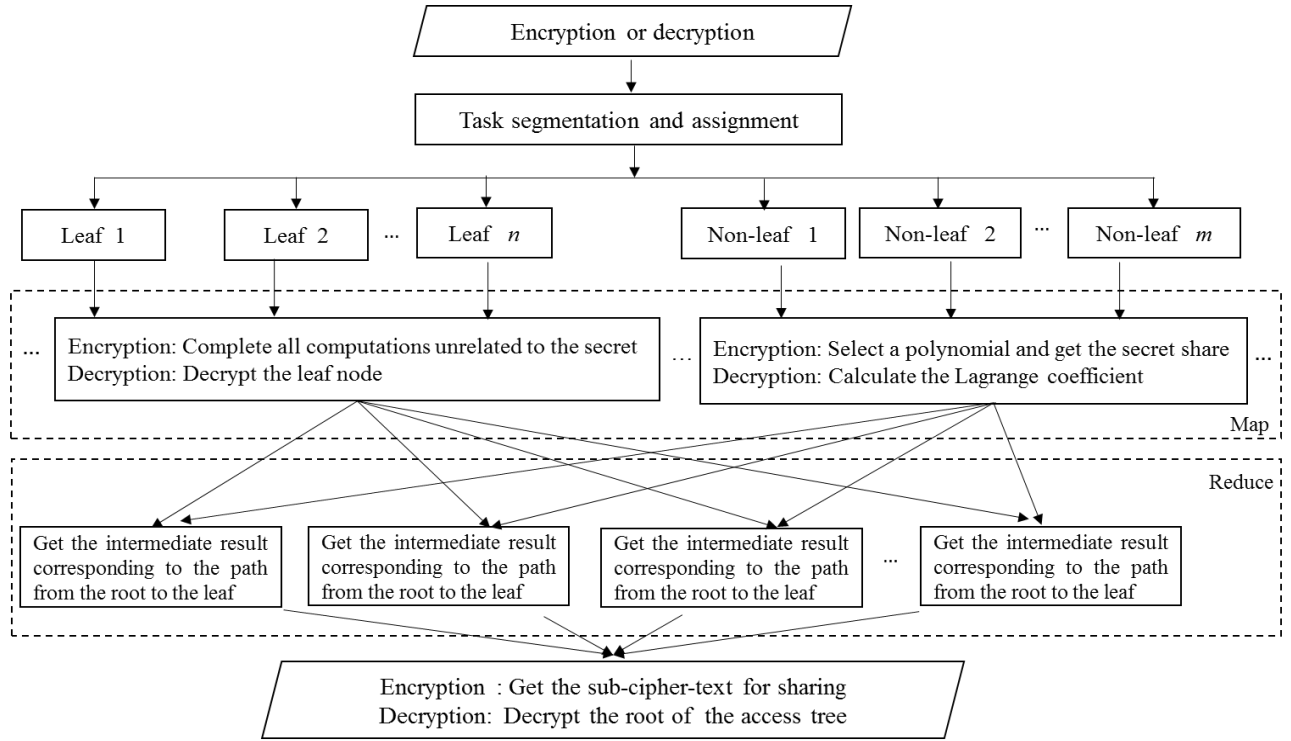 Encryption or decryption
Task segmentation and assignment
Leaf 1
Leaf 2
...
Leaf n
Non-leaf 1
Non-leaf 2
...
Non-leaf m
...
Encryption: Complete all computations unrelated to the secret
Decryption: Decrypt the leaf node
...
Encryption: Select a polynomial and get the secret share
Decryption: Calculate the Lagrange coefficient
...
Map
Reduce
Get the intermediate result
corresponding to the path
from the root to the leaf
Get the intermediate result
corresponding to the path
from the root to the leaf
Get the intermediate result
corresponding to the path
from the root to the leaf
...
Get the intermediate result
corresponding to the path
from the root to the leaf
Encryption : Get the sub-cipher-text for sharing
Decryption: Decrypt the root of the access tree